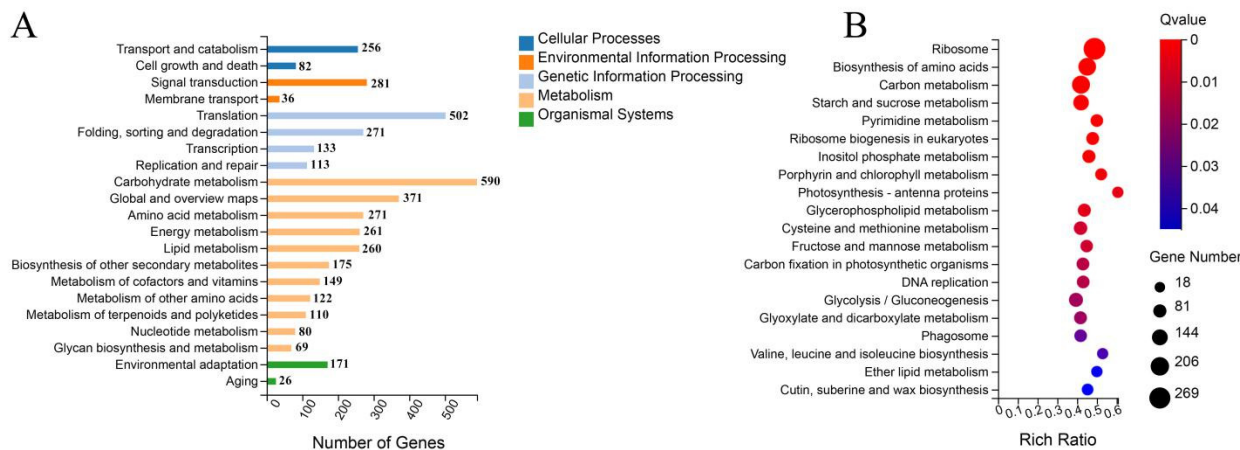 A
Transport and catabolism 256
Cell growth and death 82
Signal transduction 281
Membrane transport 36
Translation 502
Folding, sorting and degradation 271
Transcription 133
Replication and repair 113
Carbohydrate metabolism 590
Global and overview maps 371
Amino acid metabolism 271
Energy metabolism 261
Lipid metabolism 260
Biosynthesis of other secondary metabolites 175
Metabolism of cofactors and vitamins 149
Metabolism of other amino acids 122
Metabolism of terpenoids and polyketides 110
Nucleotide metabolism 80
Glycan biosynthesis and metabolism 69
Environmental adaptation 171
Aging 26
0 100 200 300 400 500
Number of Genes
Cellular Processes
Environmental Information Processing
Genetic Information Processing
Metabolism
Organismal Systems
B
Ribosome
Biosynthesis of amino acids
Carbon metabolism
Starch and sucrose metabolism
Pyrimidine metabolism
Ribosome biogenesis in eukaryotes
Inositol phosphate metabolism
Porphyrin and chlorophyll metabolism
Photosynthesis - antenna proteins
Glycerophospholipid metabolism
Cysteine and methionine metabolism
Fructose and mannose metabolism
Carbon fixation in photosynthetic organisms
DNA replication
Glycolysis / Gluconeogenesis
Glyoxylate and dicarboxylate metabolism
Phagosome
Valine, leucine and isoleucine biosynthesis
Ether lipid metabolism
Cutin, suberine and wax biosynthesis
0 0.1 0.2 0.3 0.4 0.5 0.6
Rich Ratio
Qvalue
0
0.01
0.02
0.03
0.04
Gene Number
18
81
144
206
269